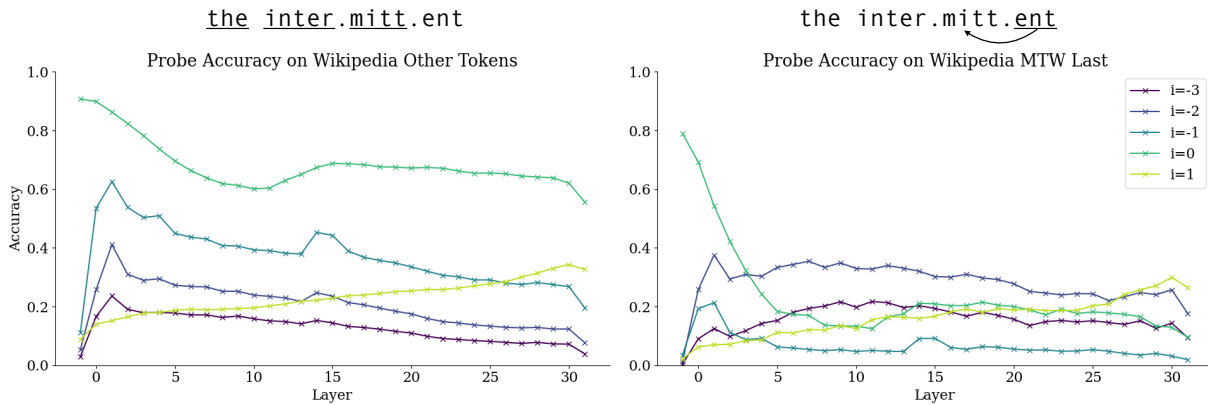 the inter.mitt.ent
Probe Accuracy on Wikipedia Other Tokens
Accuracy
1.0
0.8
0.6
0.4
0.2
0.0
0 5 10 15 20 25 30
Layer
the inter.mitt.ent
Probe Accuracy on Wikipedia MTW Last
1.0
0.8
0.6
0.4
0.2
0.0
0 5 10 15 20 25 30
Layer
i=-3
i=-2
i=-1
i=0
i=1